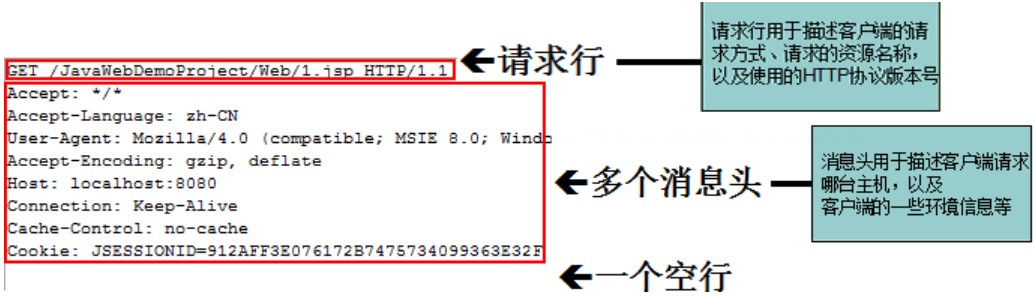 请求行用于描述客户端的请
求方式、请求的资源名称，
以及使用的HTTP协议版本号
←请求行
GET /JavaWebDemoProject/Web/1.jsp HTTP/1.1
Accept: */*
Accept-Language: zh-CN
User-Agent: Mozilla/4.0 (compatible; MSIE 8.0; Windo
Accept-Encoding: gzip, deflate
Host: localhost:8080
Connection: Keep-Alive
Cache-Control: no-cache
Cookie: JSESSIONID=912AFF3E076172B7475734099363E32F
←多个消息头
消息头用于描述客户端请求
哪台主机，以及
客户端的一些环境信息等
←一个空行